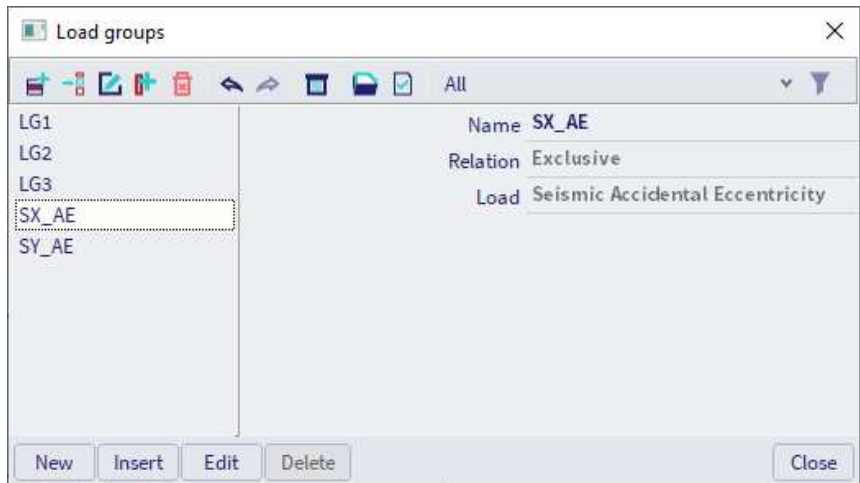 Load groups
All
LG1
LG2
LG3
SX_AE
SY_AE
Name SX_AE
Relation Exclusive
Load Seismic Accidental Eccentricity
New Insert Edit Delete Close